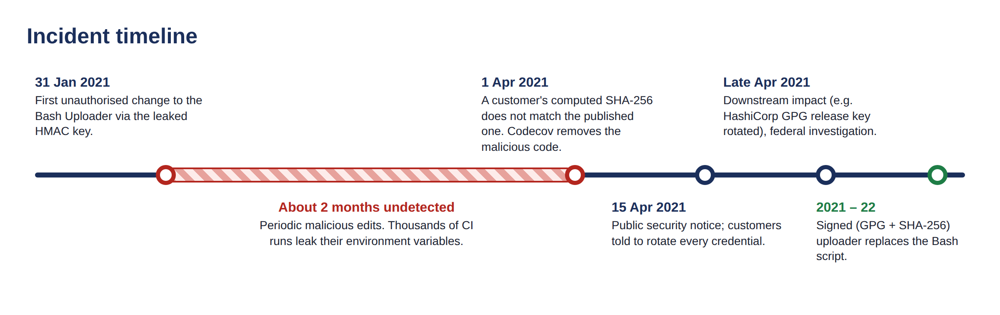 Incident timeline
31 Jan 2021
First unauthorised change to the
Bash Uploader via the leaked
HMAC key.
1 Apr 2021
A customer's computed SHA-256
does not match the published
one. Codecov removes the
malicious code.
Late Apr 2021
Downstream impact (e.g.
HashiCorp GPG release key
rotated), federal investigation.
About 2 months undetected
Periodic malicious edits. Thousands of CI
runs leak their environment variables.
15 Apr 2021
Public security notice; customers
told to rotate every credential.
2021 – 22
Signed (GPG + SHA-256)
uploader replaces the Bash
script.